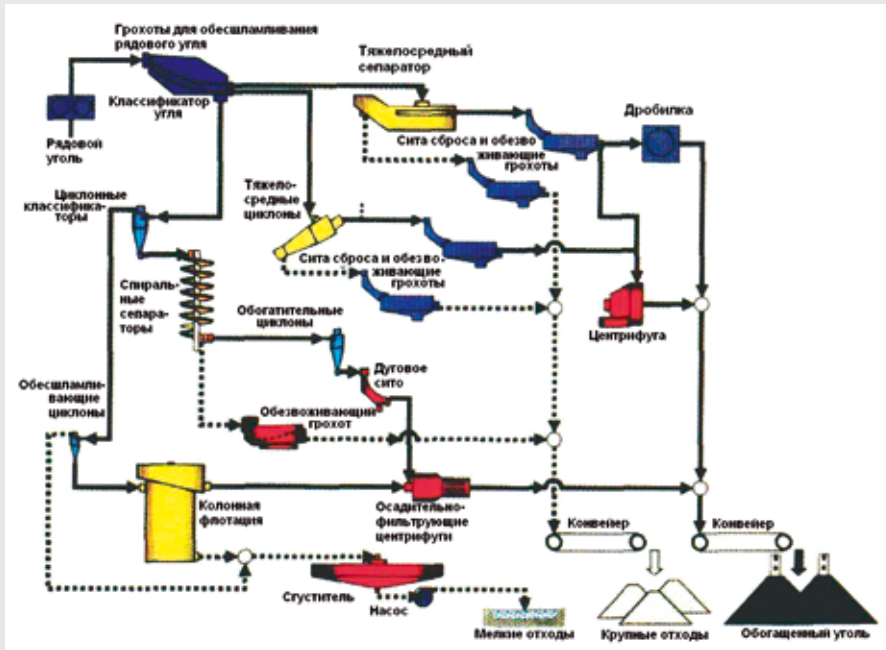 Грохоты для обесшламливания
рядового угля
Тяжелосредный
сепаратор
Классификатор
угля
Дробилка
Рядовой
уголь
Сита сброса и обезво
живающие
грохоты
Циклонные
классифика-
торы
Тяжело-
средные
циклоны
Сита сброса и обезво-
живающие
грохоты
Спираль-
ные
сепара-
торы
Обогатительные
циклоны
Центрифуга
Дуговое
сито
Обесшламли-
вающие
циклоны
Обезвоживающий
грохот
Колонная
флотация
Осадительно-
фильтрующие
центрифуги
Конвейер
Конвейер
Сгуститель
Насос
Мелкие отходы
Крупные отходы
Обогащенный уголь